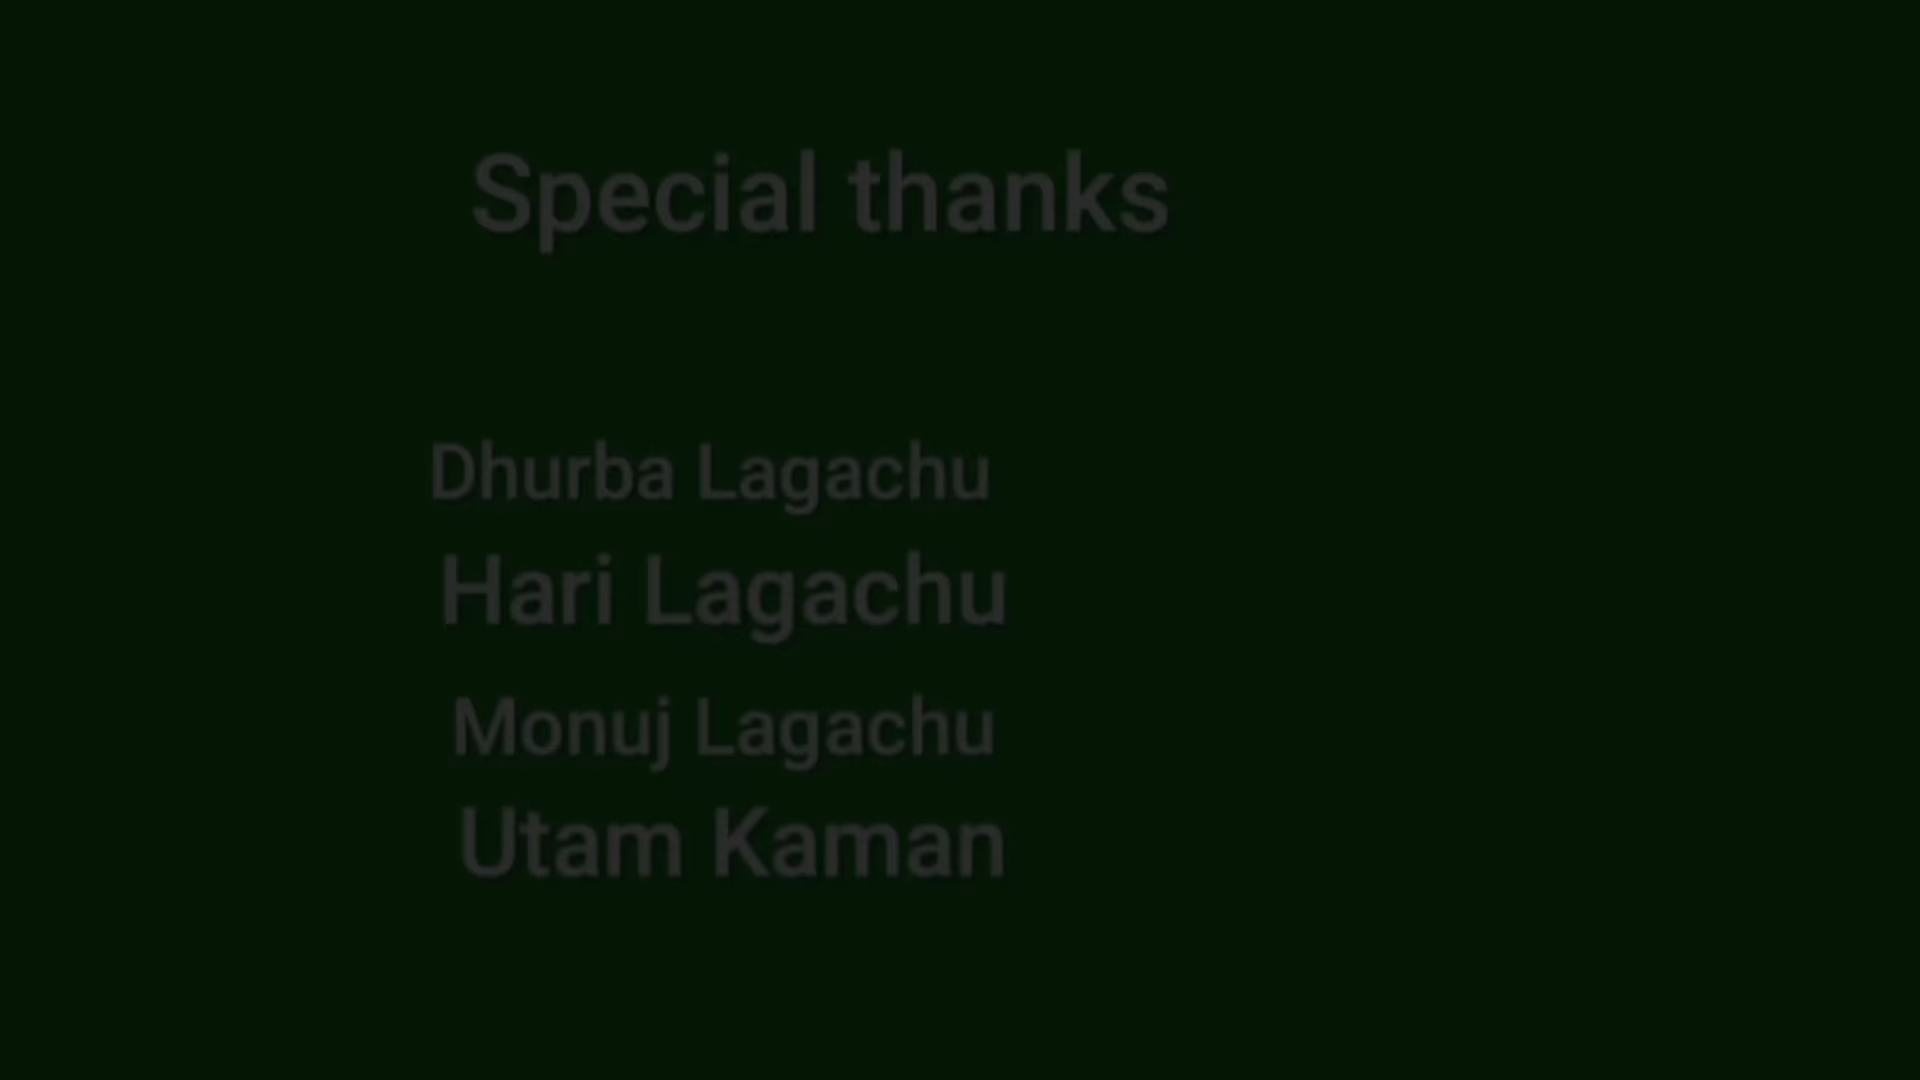 Special thanks
Dhurba Lagachu
Hari Lagachu
Monuj Lagachu
Utam Kaman